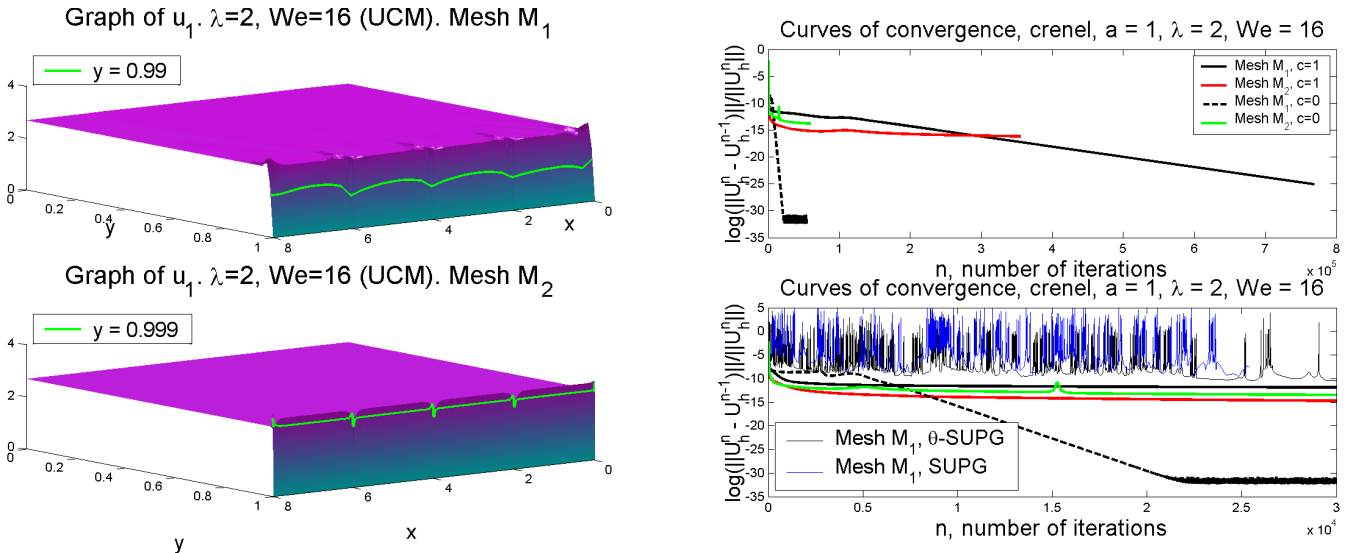 Graph of u1. λ=2, We=16 (UCM). Mesh M1
y = 0.99
4
2
0
0
0.2
0.4
0.6
0.8
1
8
6
4
2
0
y
x
Graph of u1. λ=2, We=16 (UCM). Mesh M2
y = 0.999
4
2
0
0
0.2
0.4
0.6
0.8
1
8
6
4
2
0
y
x
Curves of convergence, crenel, a = 1, λ = 2, We = 16
log(||U_h^n - U_h^{n-1})||/||U_h^n||)
0
-5
-10
-15
-20
-25
-30
-35
Mesh M1, c=1
Mesh M2, c=1
Mesh M1, c=0
Mesh M2, c=0
0 1 2 3 4 5 6 7 8
x 10^5
n, number of iterations
Curves of convergence, crenel, a = 1, λ = 2, We = 16
log(||U_h^n - U_h^{n-1})||/||U_h^n||)
5
0
-5
-10
-15
-20
-25
-30
-35
Mesh M1, θ-SUPG
Mesh M1, SUPG
0 0.5 1 1.5 2 2.5 3
x 10^4
n, number of iterations